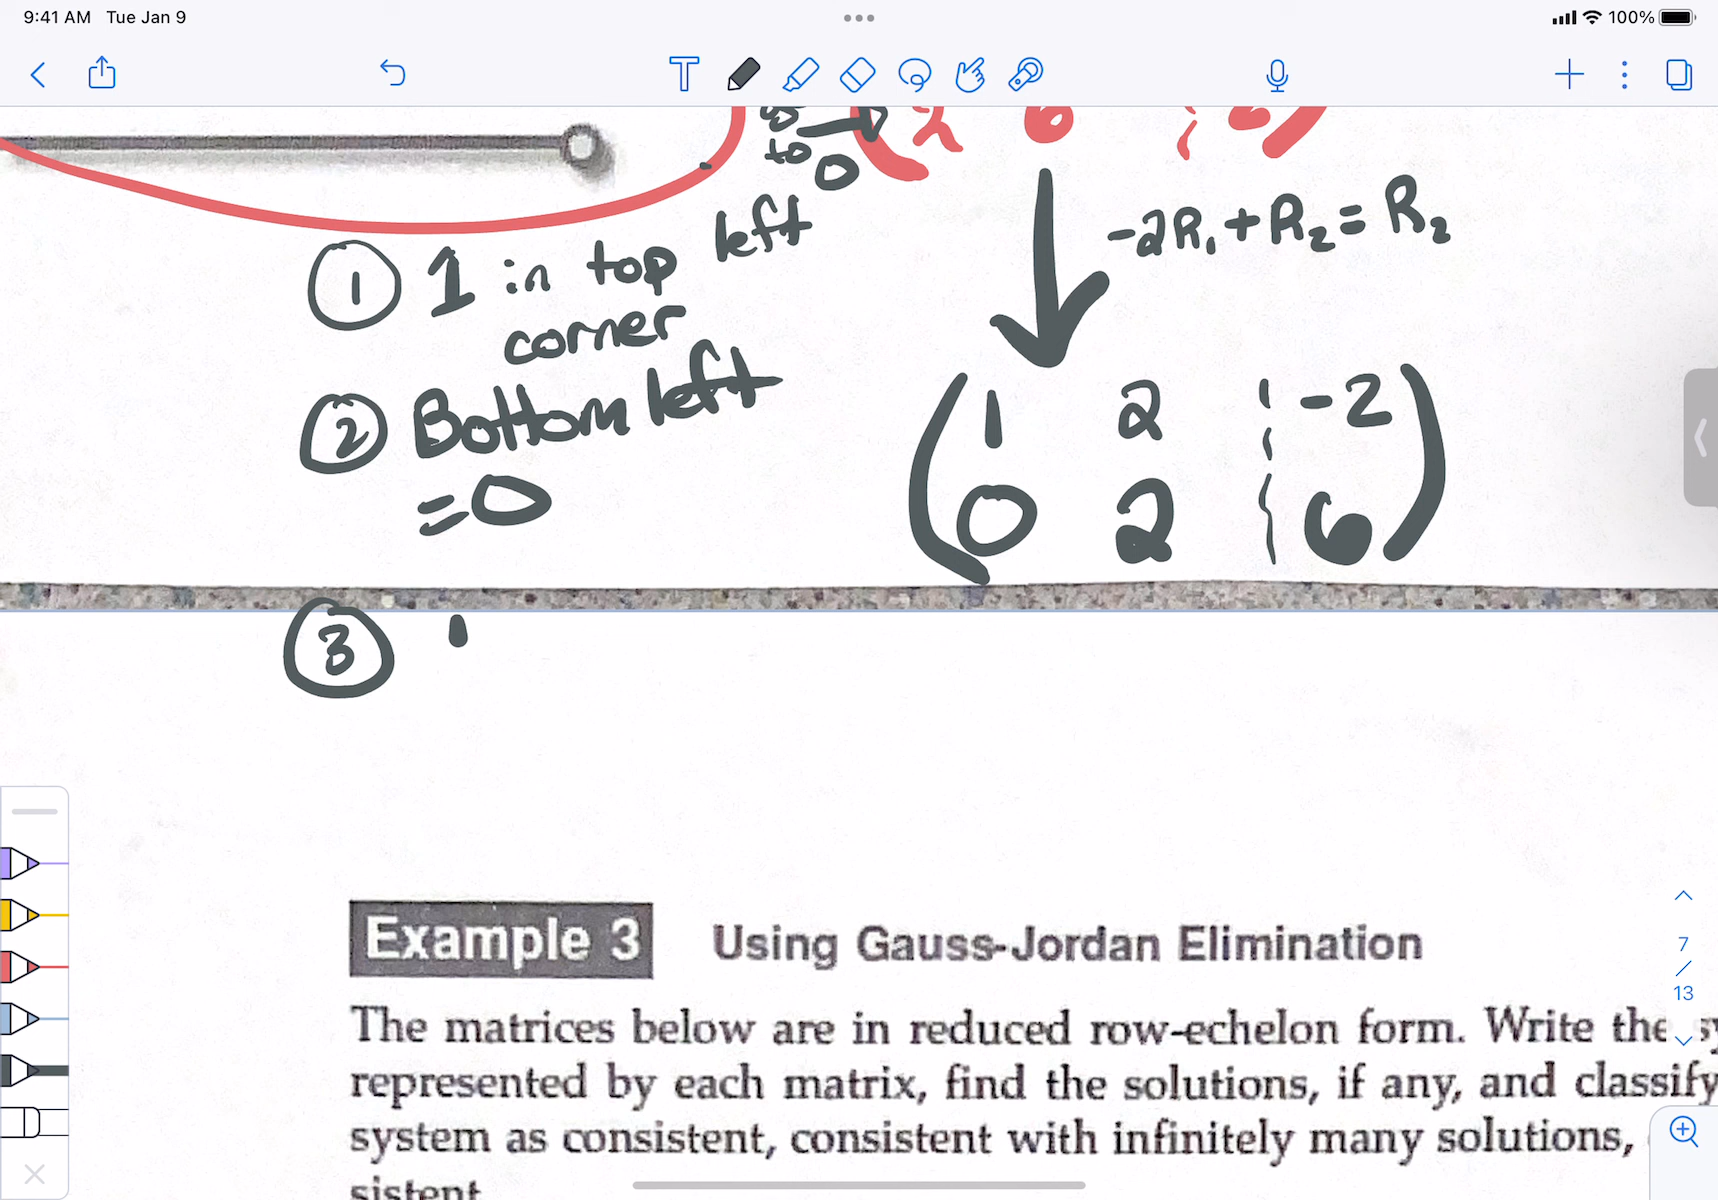 9:41 AM Tue Jan 9
100%
to
0
2 6
-2R₁+R₂=R₂
① 1 in top left
corner
② Bottom left
=0
1 2 -2
0 2 6
③
Example 3 Using Gauss-Jordan Elimination
The matrices below are in reduced row-echelon form. Write the
represented by each matrix, find the solutions, if any, and classify
system as consistent, consistent with infinitely many solutions,
sistent
7
/
13